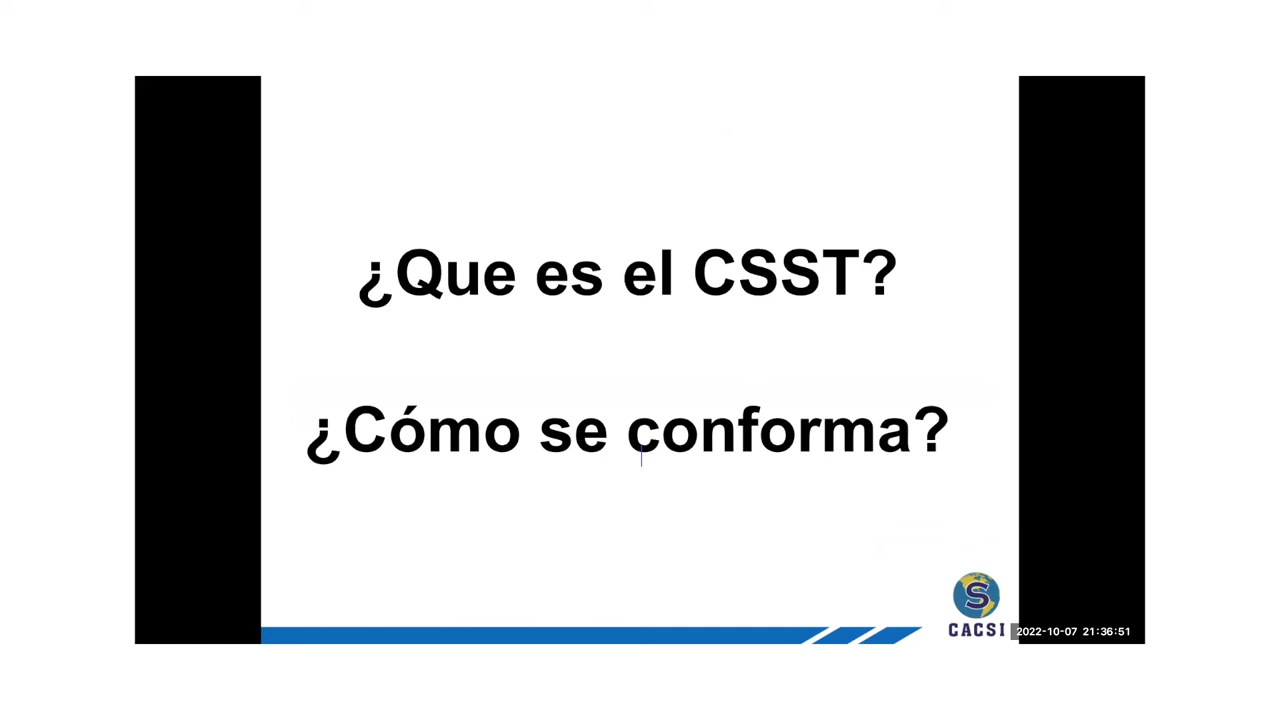 ¿Que es el CSST?
¿Cómo se conforma?
S
CACSI
2022-10-07 21:36:51